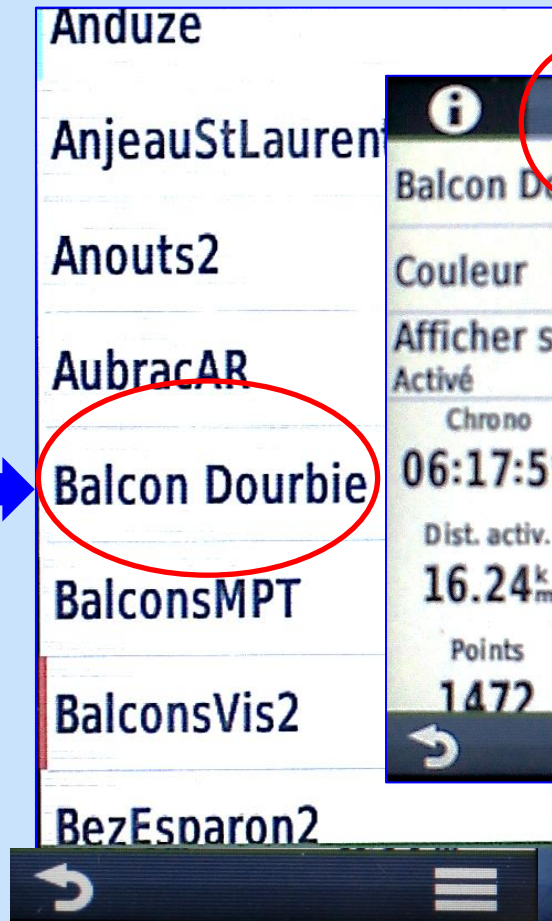 Anduze
AnjeauStLauren
Anouts2
AubracAR
Balcon Dourbie
BalconsMPT
BalconsVis2
BezEsparon2
Balcon D
Couleur
Afficher s
Activé
Chrono
06:17:5
Dist. activ.
16.24 km
Points
1472